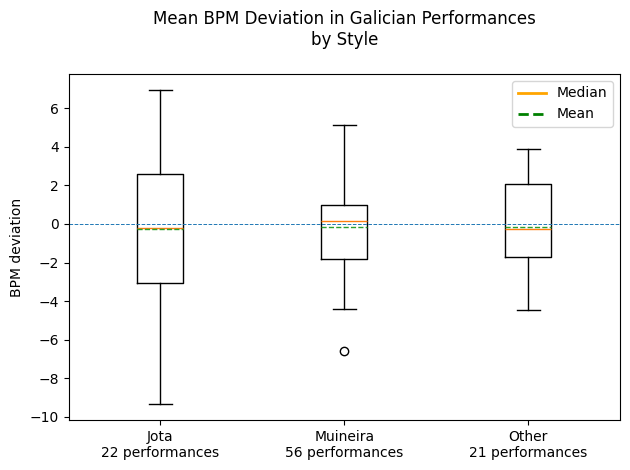 Mean BPM Deviation in Galician Performances
by Style
Median
Mean
BPM deviation
6
4
2
0
−2
−4
−6
−8
−10
Jota
22 performances
Muineira
56 performances
Other
21 performances